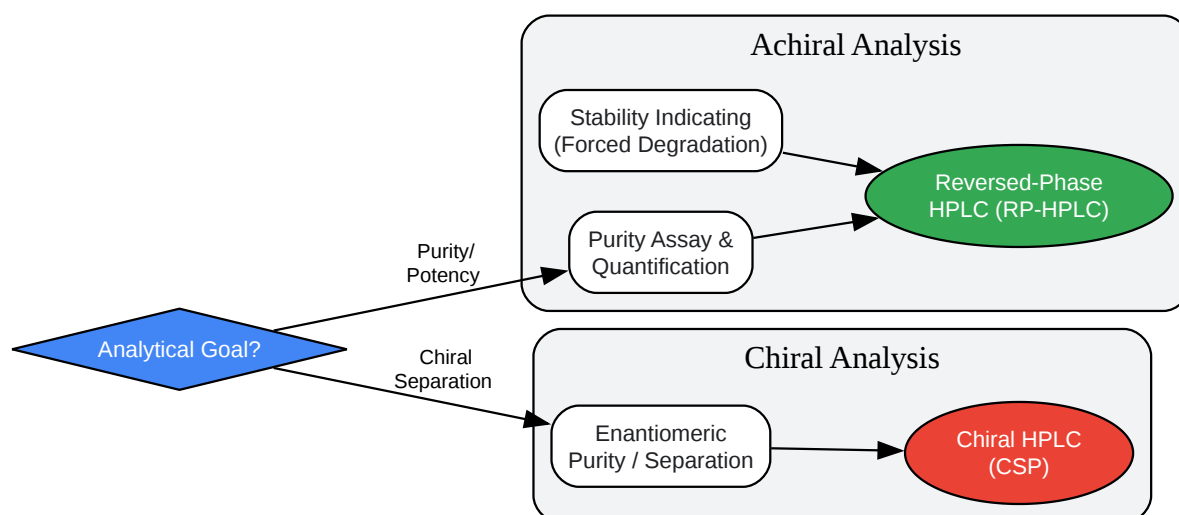 Achiral Analysis
Stability Indicating
(Forced Degradation)
Reversed-Phase
HPLC (RP-HPLC)
Purity Assay &
Quantification
Purity/
Potency
Analytical Goal?
Chiral
Separation
Chiral Analysis
Enantiomeric
Purity / Separation
Chiral HPLC
(CSP)